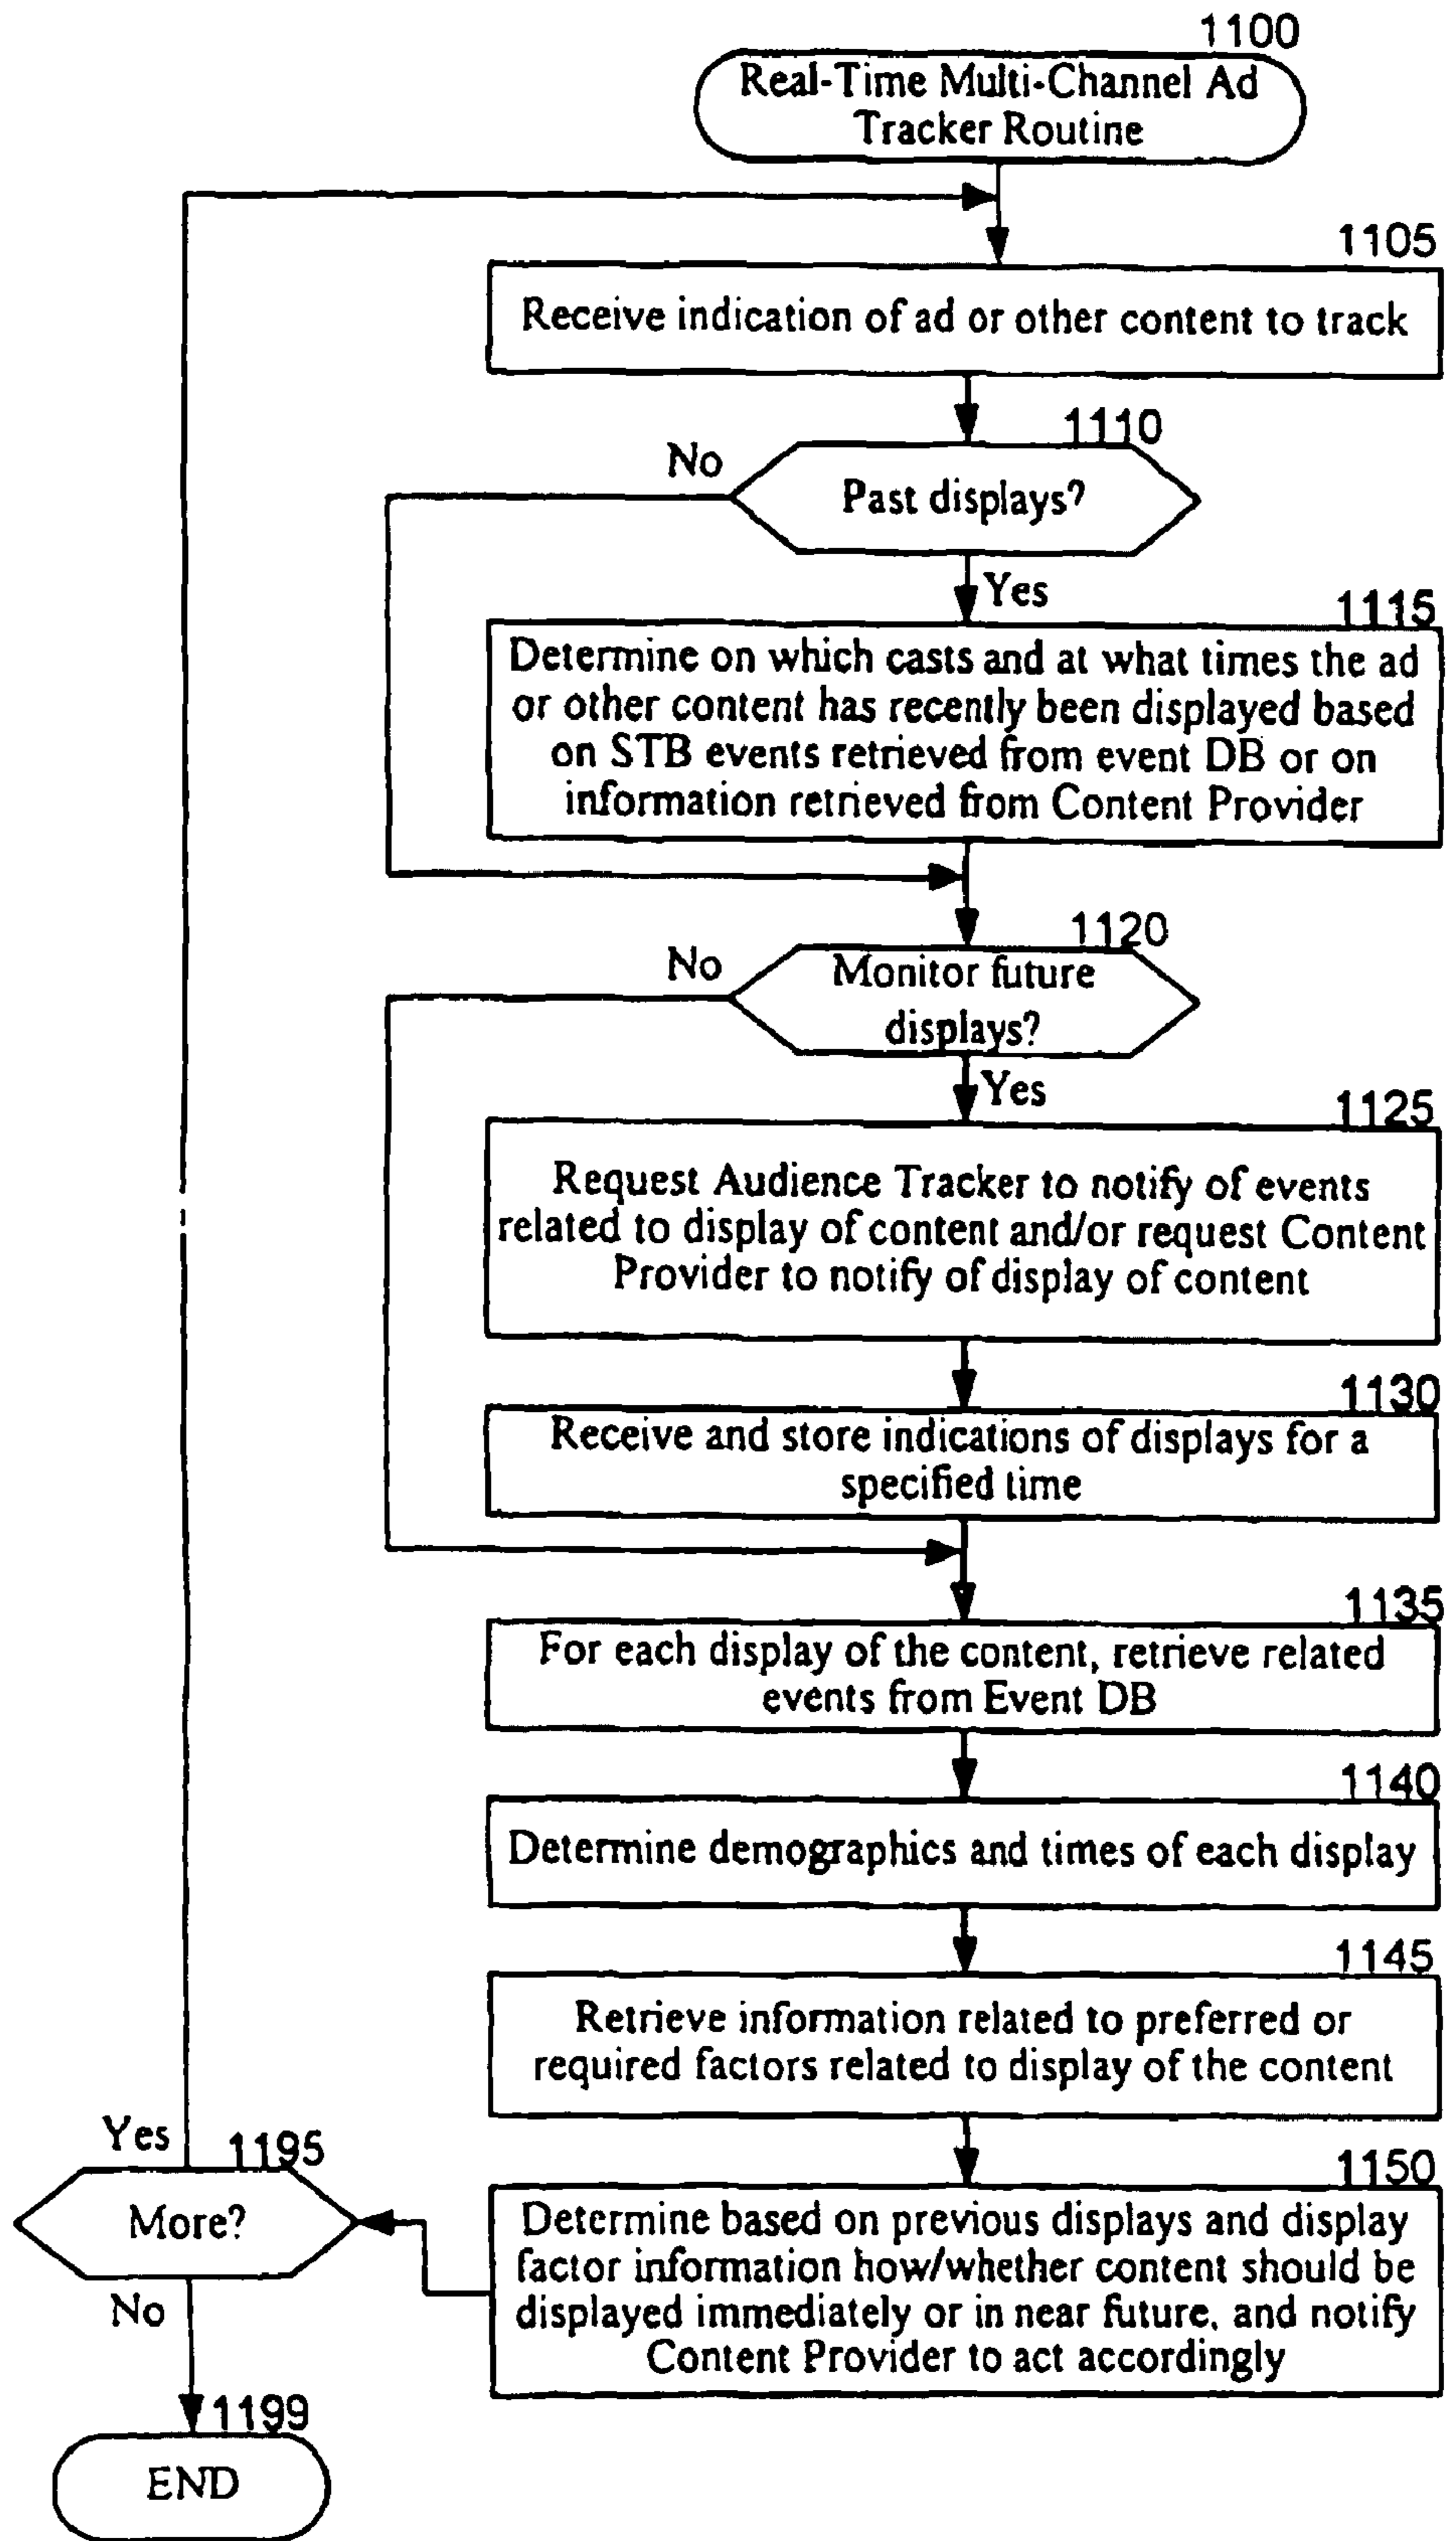 1100
Real-Time Multi-Channel Ad
Tracker Routine
1105
Receive indication of ad or other content to track
1110
No
Past displays?
Yes
1115
Determine on which casts and at what times the ad
or other content has recently been displayed based
on STB events retrieved from event DB or on
information retrieved from Content Provider
1120
No
Monitor future
displays?
Yes
1125
Request Audience Tracker to notify of events
related to display of content and/or request Content
Provider to notify of display of content
1130
Receive and store indications of displays for a
specified time
1135
For each display of the content, retrieve related
events from Event DB
1140
Determine demographics and times of each display
1145
Retrieve information related to preferred or
required factors related to display of the content
1150
Determine based on previous displays and display
factor information how/whether content should be
displayed immediately or in near future, and notify
Content Provider to act accordingly
Yes
1195
More?
No
1199
END